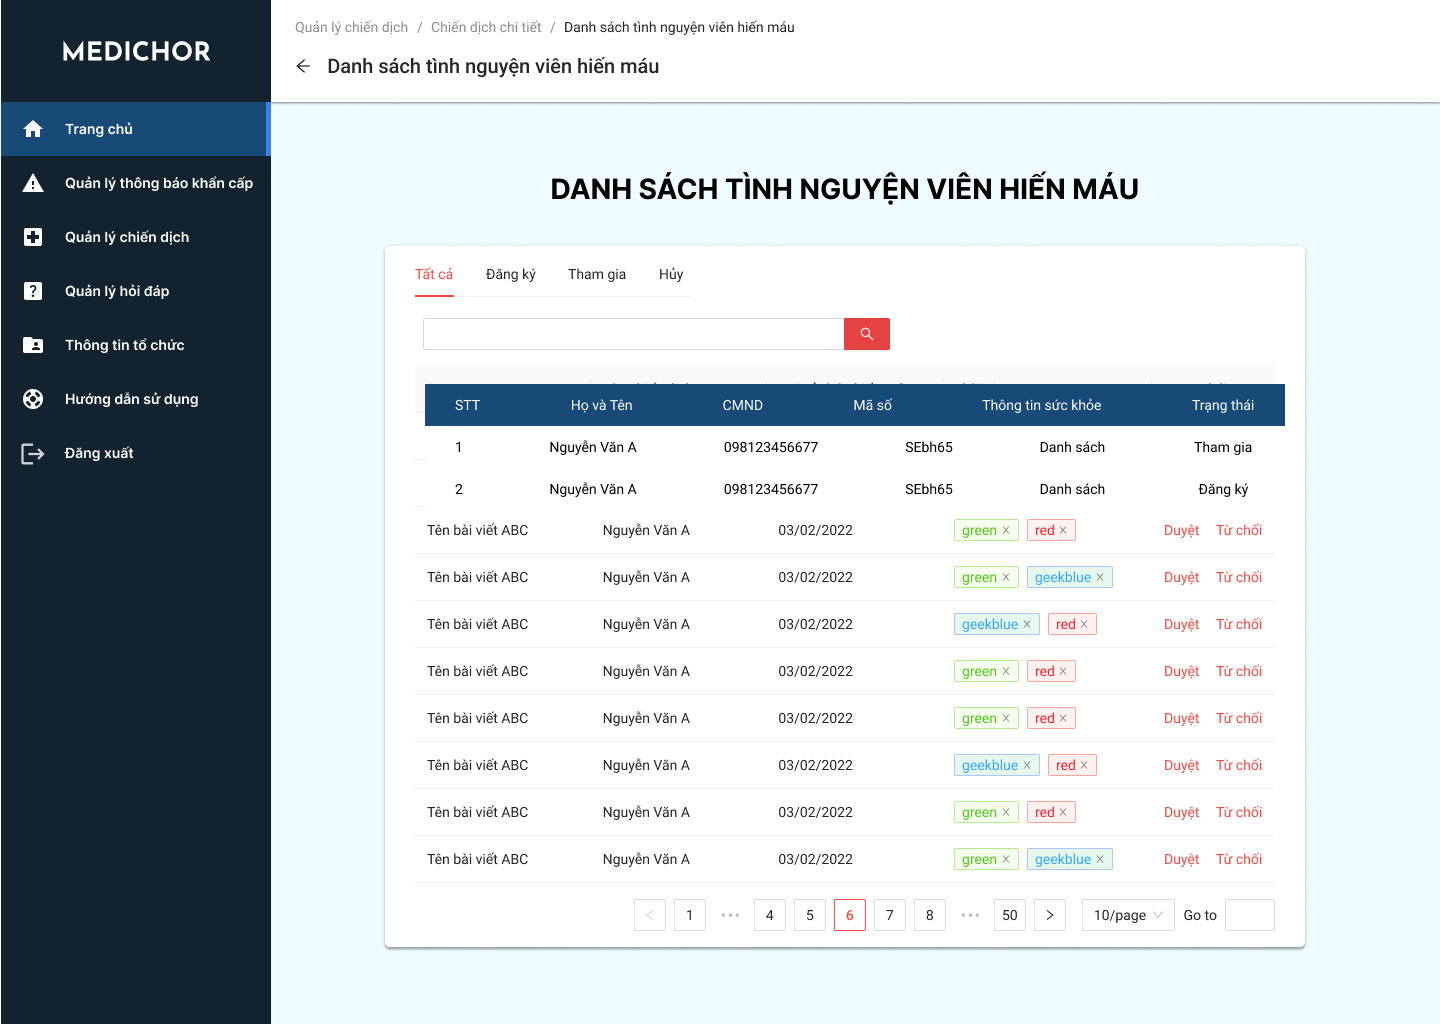 MEDICHOR
Trang chủ
Quản lý thông báo khẩn cấp
Quản lý chiến dịch
Quản lý hỏi đáp
Thông tin tổ chức
Hướng dẫn sử dụng
Đăng xuất
Quản lý chiến dịch / Chiến dịch chi tiết / Danh sách tình nguyện viên hiến máu
Danh sách tình nguyện viên hiến máu
DANH SÁCH TÌNH NGUYỆN VIÊN HIẾN MÁU
Tất cả Đăng ký Tham gia Hủy
STT Họ và Tên CMND Mã số Thông tin sức khỏe Trạng thái
1 Nguyễn Văn A 098123456677 SEbh65 Danh sách Tham gia
2 Nguyễn Văn A 098123456677 SEbh65 Danh sách Đăng ký
Tên bài viết ABC Nguyễn Văn A 03/02/2022 green red Duyệt Từ chối
Tên bài viết ABC Nguyễn Văn A 03/02/2022 green geekblue Duyệt Từ chối
Tên bài viết ABC Nguyễn Văn A 03/02/2022 geekblue red Duyệt Từ chối
Tên bài viết ABC Nguyễn Văn A 03/02/2022 green red Duyệt Từ chối
Tên bài viết ABC Nguyễn Văn A 03/02/2022 green red Duyệt Từ chối
Tên bài viết ABC Nguyễn Văn A 03/02/2022 geekblue red Duyệt Từ chối
Tên bài viết ABC Nguyễn Văn A 03/02/2022 green red Duyệt Từ chối
Tên bài viết ABC Nguyễn Văn A 03/02/2022 green geekblue Duyệt Từ chối
< 1 ••• 4 5 6 7 8 ••• 50 > 10/page Go to